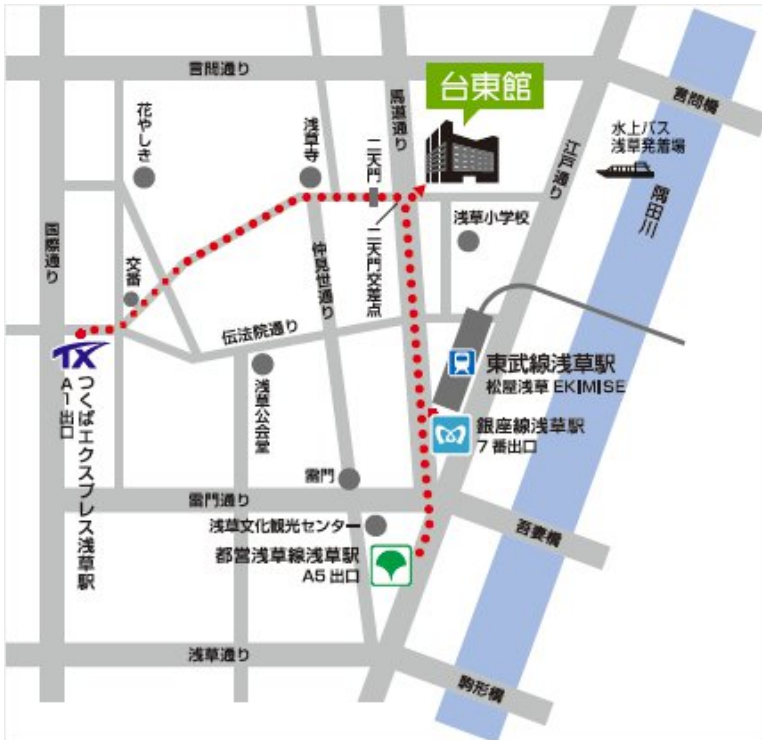 言問通り
台東館
馬道通り
言問橋
花やしき
浅草寺
二天門
江戸通り
水上バス
浅草発着場
隅田川
国際通り
浅草小学校
交番
仲見世通り
二天門交差点
伝法院通り
TX
つくばエクスプレス浅草駅
A1出口
浅草公会堂
東武線浅草駅
松屋浅草 EKIMISE
銀座線浅草駅
7番出口
雷門
雷門通り
浅草文化観光センター
吾妻橋
都営浅草線浅草駅
A5 出口
浅草通り
駒形橋